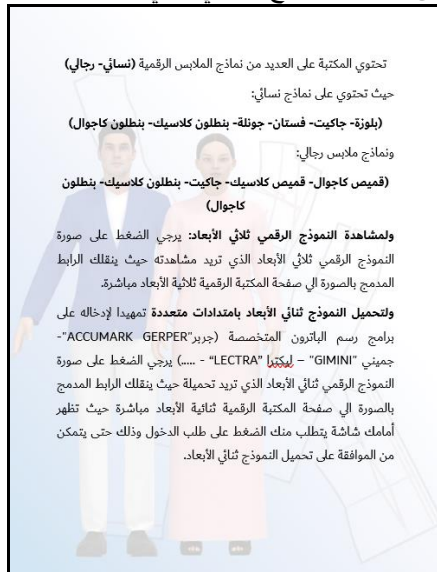 تحتوي المكتبة على العديد من نماذج الملابس الرقمية (نسائي- رجالي)
حيث تحتوي على نماذج نسائي:
(بلوزة- جاكيت- فستان- جونلة- بنطلون كلاسيك- بنطلون كاجوال)
ونماذج ملابس رجالي:
(قميص كاجوال- قميص كلاسيك- جاكيت- بنطلون كلاسيك- بنطلون
كاجوال)
ولمشاهدة النموذج الرقمي ثلاثي الأبعاد: يرجي الضغط على صورة
النموذج الرقمي ثلاثي الأبعاد الذي تريد مشاهدته حيث ينقلك الرابط
المدمج بالصورة الي صفحة المكتبة الرقمية ثلاثية الأبعاد مباشرة.
ولتحميل النموذج ثنائي الأبعاد بامتدادات متعددة تمهيدا لإدخاله على
برامج رسم الباترون المتخصصة (جربر"ACCUMARK GERPER"-
جميني "GIMINI" – ليكترا "LECTRA" - .....) يرجي الضغط على صورة
النموذج الرقمي ثنائي الأبعاد الذي تريد تحميلة حيث ينقلك الرابط المدمج
بالصورة الي صفحة المكتبة الرقمية ثنائية الأبعاد مباشرة حيث تظهر
أمامك شاشة يتطلب منك الضغط على طلب الدخول وذلك حتى يتمكن
من الموافقة على تحميل النموذج ثنائي الأبعاد.